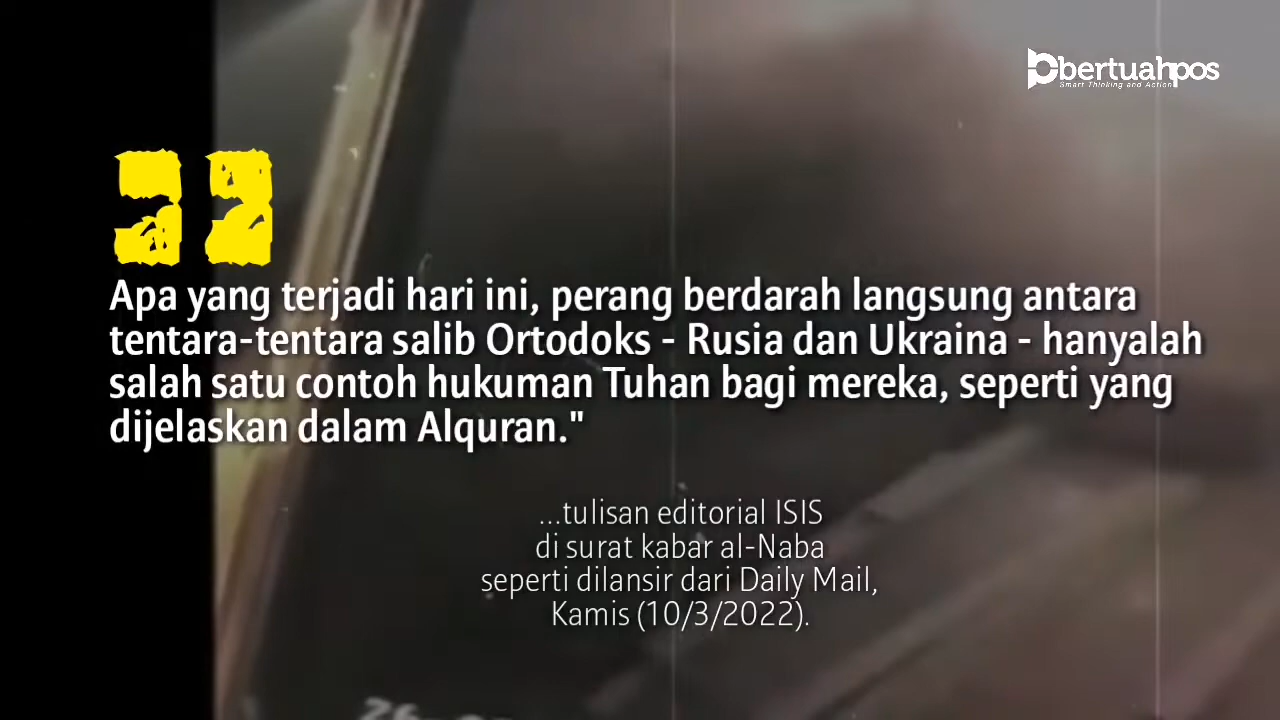 bertuahpos
Smart Thinking and Action
Apa yang terjadi hari ini, perang berdarah langsung antara
tentara-tentara salib Ortodoks - Rusia dan Ukraina - hanyalah
salah satu contoh hukuman Tuhan bagi mereka, seperti yang
dijelaskan dalam Alquran."
...tulisan editorial ISIS
di surat kabar al-Naba
seperti dilansir dari Daily Mail,
Kamis (10/3/2022).